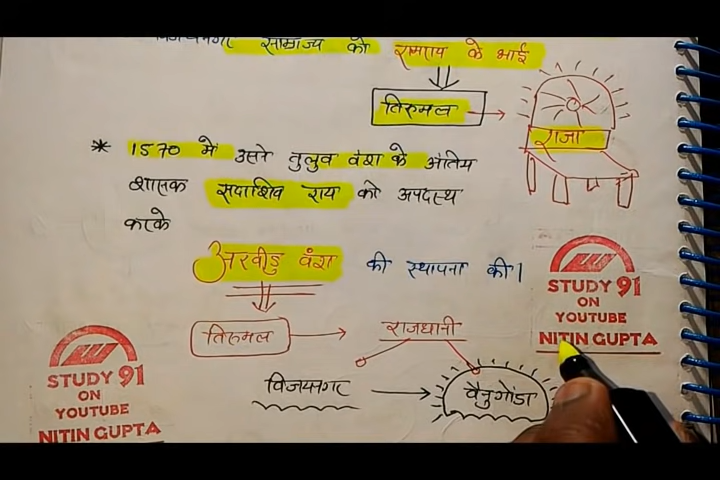 विजयनगर साम्राज्य को रामराय के भाई
तिरुमल
राजा
* 1570 में उसने तुलुव वंश के अंतिम
शासक सदाशिव राय को अपदस्थ
करके
अरवीडु वंश की स्थापना की।
तिरुमल
राजधानी
विजयनगर
वेनुगोंडा
STUDY 91
ON
YOUTUBE
NITIN GUPTA
STUDY 91
ON
YOUTUBE
NITIN GUPTA